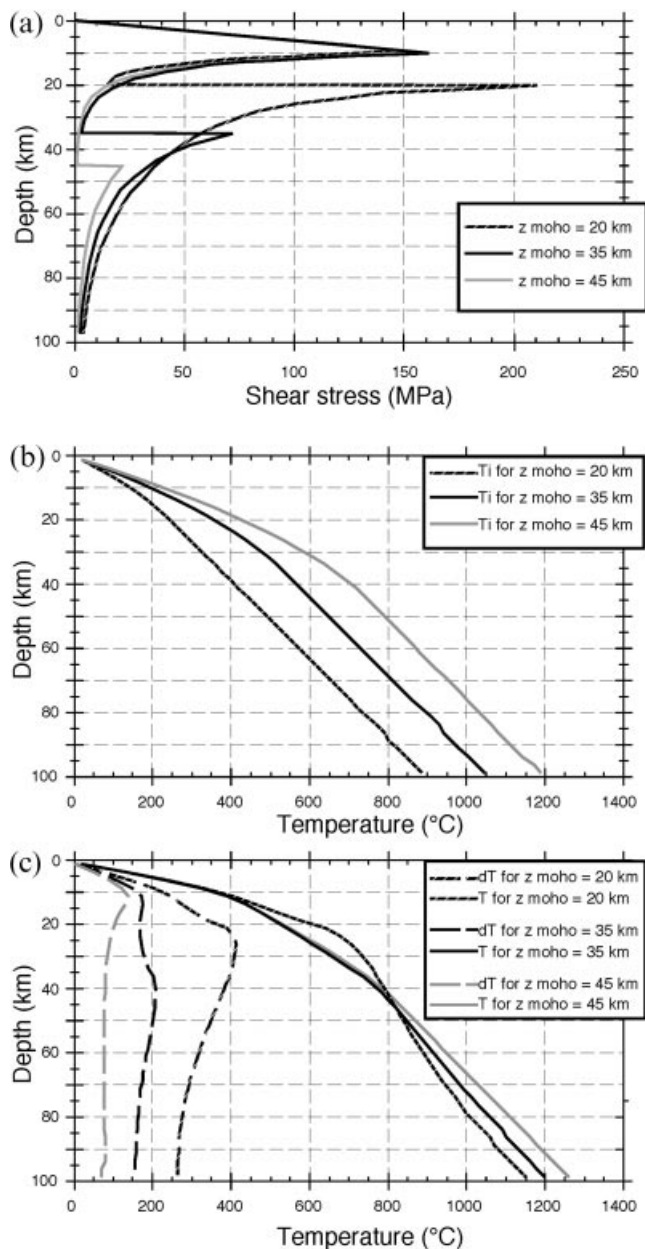 (a)
0
20
40
60
80
100
Depth (km)
z moho = 20 km
z moho = 35 km
z moho = 45 km
0 50 100 150 200 250
Shear stress (MPa)
(b)
0
20
40
60
80
100
Depth (km)
Ti for z moho = 20 km
Ti for z moho = 35 km
Ti for z moho = 45 km
0 200 400 600 800 1000 1200 1400
Temperature (°C)
(c)
0
20
40
60
80
100
Depth (km)
dT for z moho = 20 km
T for z moho = 20 km
dT for z moho = 35 km
T for z moho = 35 km
dT for z moho = 45 km
T for z moho = 45 km
0 200 400 600 800 1000 1200 1400
Temperature (°C)